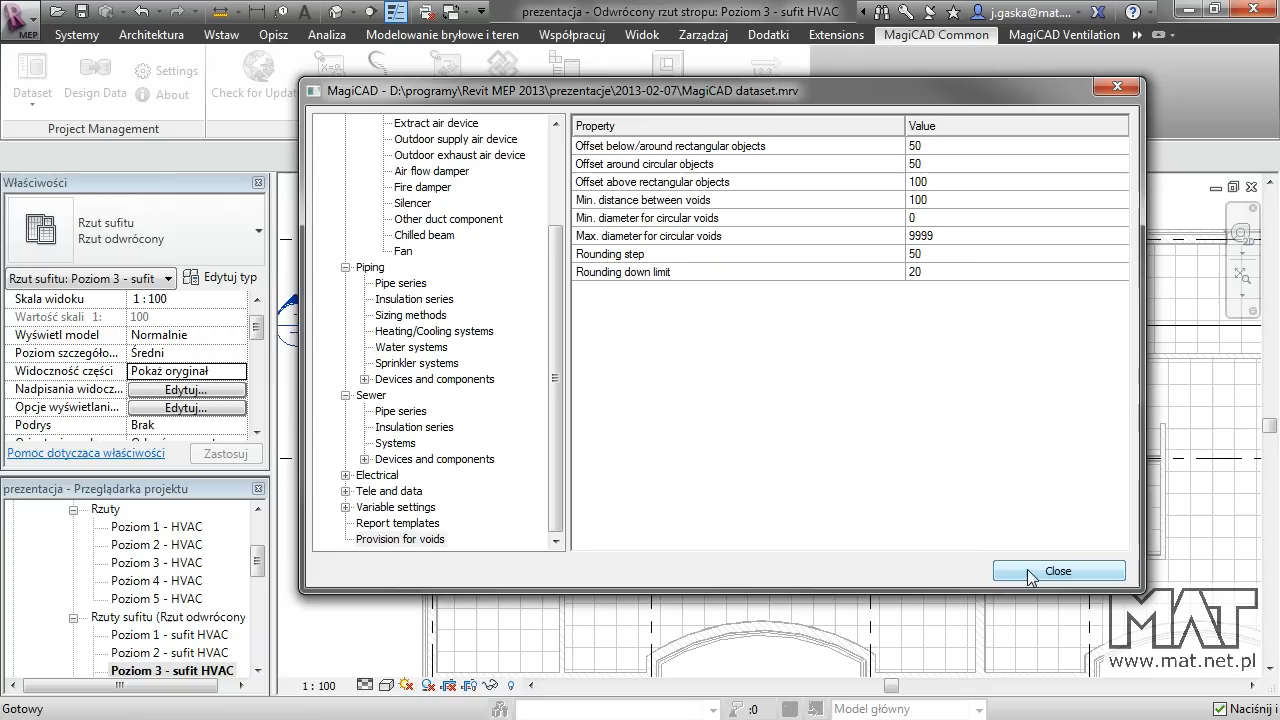 prezentacja - Odwrócony rzut stropu: Poziom 3 - sufit HVAC
j.gaska@mat....
MEP
Systemy
Architektura
Wstaw
Opisz
Analiza
Modelowanie bryłowe i teren
Współpracuj
Widok
Zarządzaj
Dodatki
Extensions
MagiCAD Common
MagiCAD Ventilation
Dataset
Design Data
Settings
About
Check for Updat
Project Management
MagiCAD - D:\programy\Revit MEP 2013\prezentacje\2013-02-07\MagiCAD dataset.mrv
Extract air device
Outdoor supply air device
Outdoor exhaust air device
Air flow damper
Fire damper
Silencer
Other duct component
Chilled beam
Fan
Piping
Pipe series
Insulation series
Sizing methods
Heating/Cooling systems
Water systems
Sprinkler systems
Devices and components
Sewer
Pipe series
Insulation series
Systems
Devices and components
Electrical
Tele and data
Variable settings
Report templates
Provision for voids
Property Value
Offset below/around rectangular objects 50
Offset around circular objects 50
Offset above rectangular objects 100
Min. distance between voids 100
Min. diameter for circular voids 0
Max. diameter for circular voids 9999
Rounding step 50
Rounding down limit 20
Close
Właściwości
Rzut sufitu
Rzut odwrócony
Rzut sufitu: Poziom 3 - sufit
Edytuj typ
Skala widoku 1 : 100
Wartość skali 1: 100
Wyświetl model Normalnie
Poziom szczegóło... Średni
Widoczność części Pokaż oryginał
Nadpisania widocz... Edytuj...
Opcje wyświetlani... Edytuj...
Podrys Brak
Pomoc dotycząca właściwości
Zastosuj
prezentacja - Przeglądarka projektu
Rzuty
Poziom 1 - HVAC
Poziom 2 - HVAC
Poziom 3 - HVAC
Poziom 4 - HVAC
Poziom 5 - HVAC
Rzuty sufitu (Rzut odwrócony
Poziom 1 - sufit HVAC
Poziom 2 - sufit HVAC
Poziom 3 - sufit HVAC
2D
1 : 100
MAT
www.mat.net.pl
Gotowy
:0
Model główny
Naciśnij i